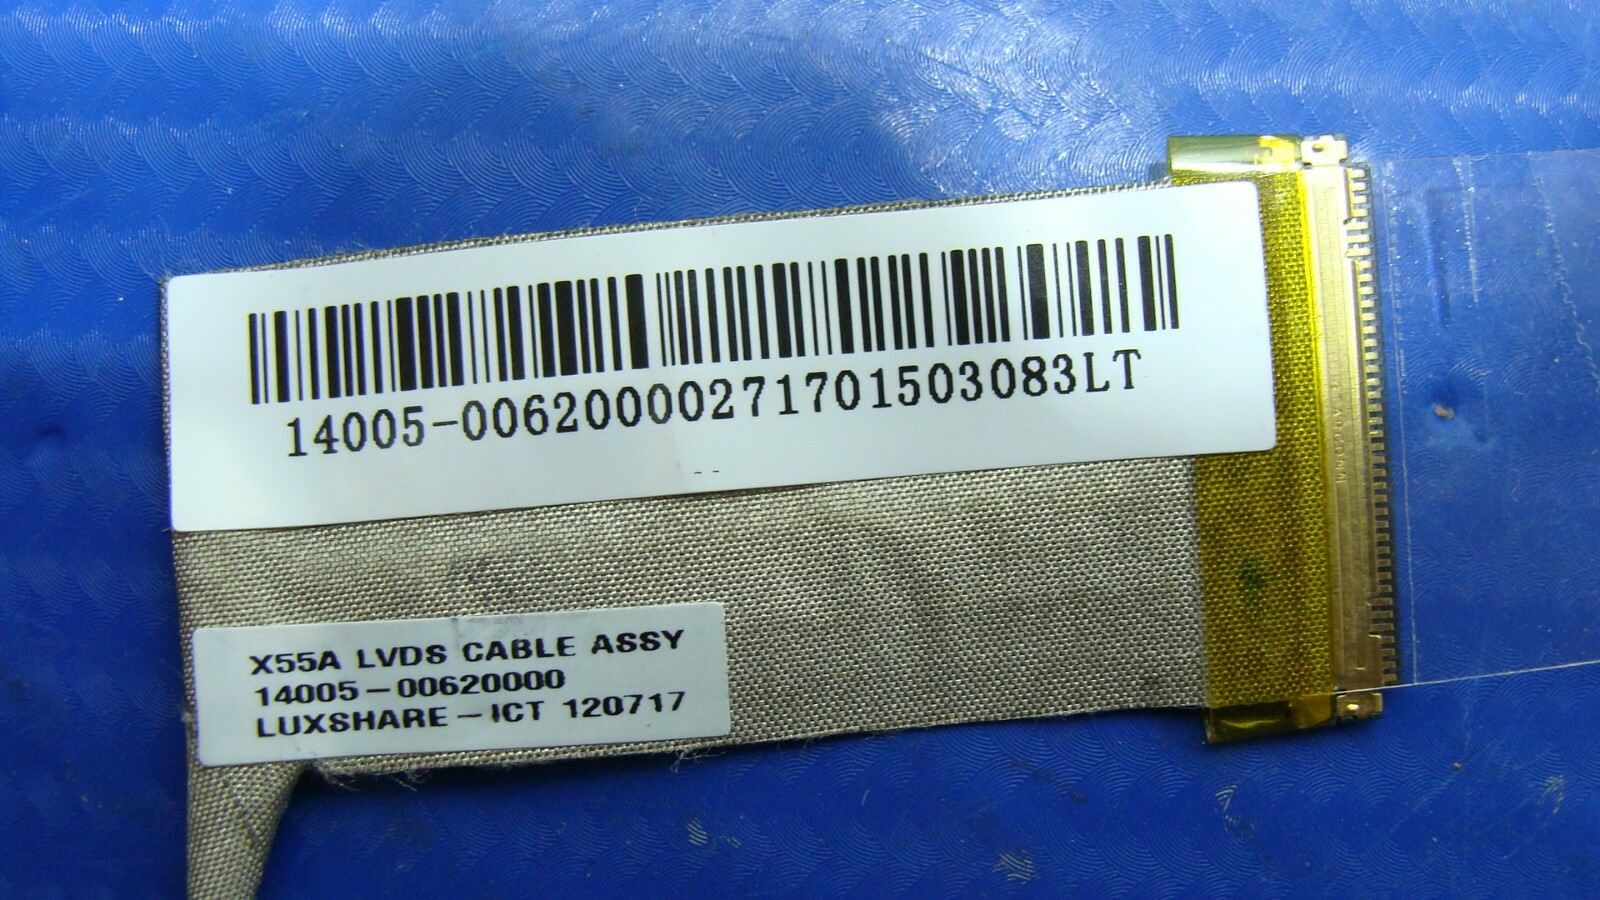 14005-00620000271701503083LT
X55A LVDS CABLE ASSY
14005-00620000
LUXSHARE-ICT 120717